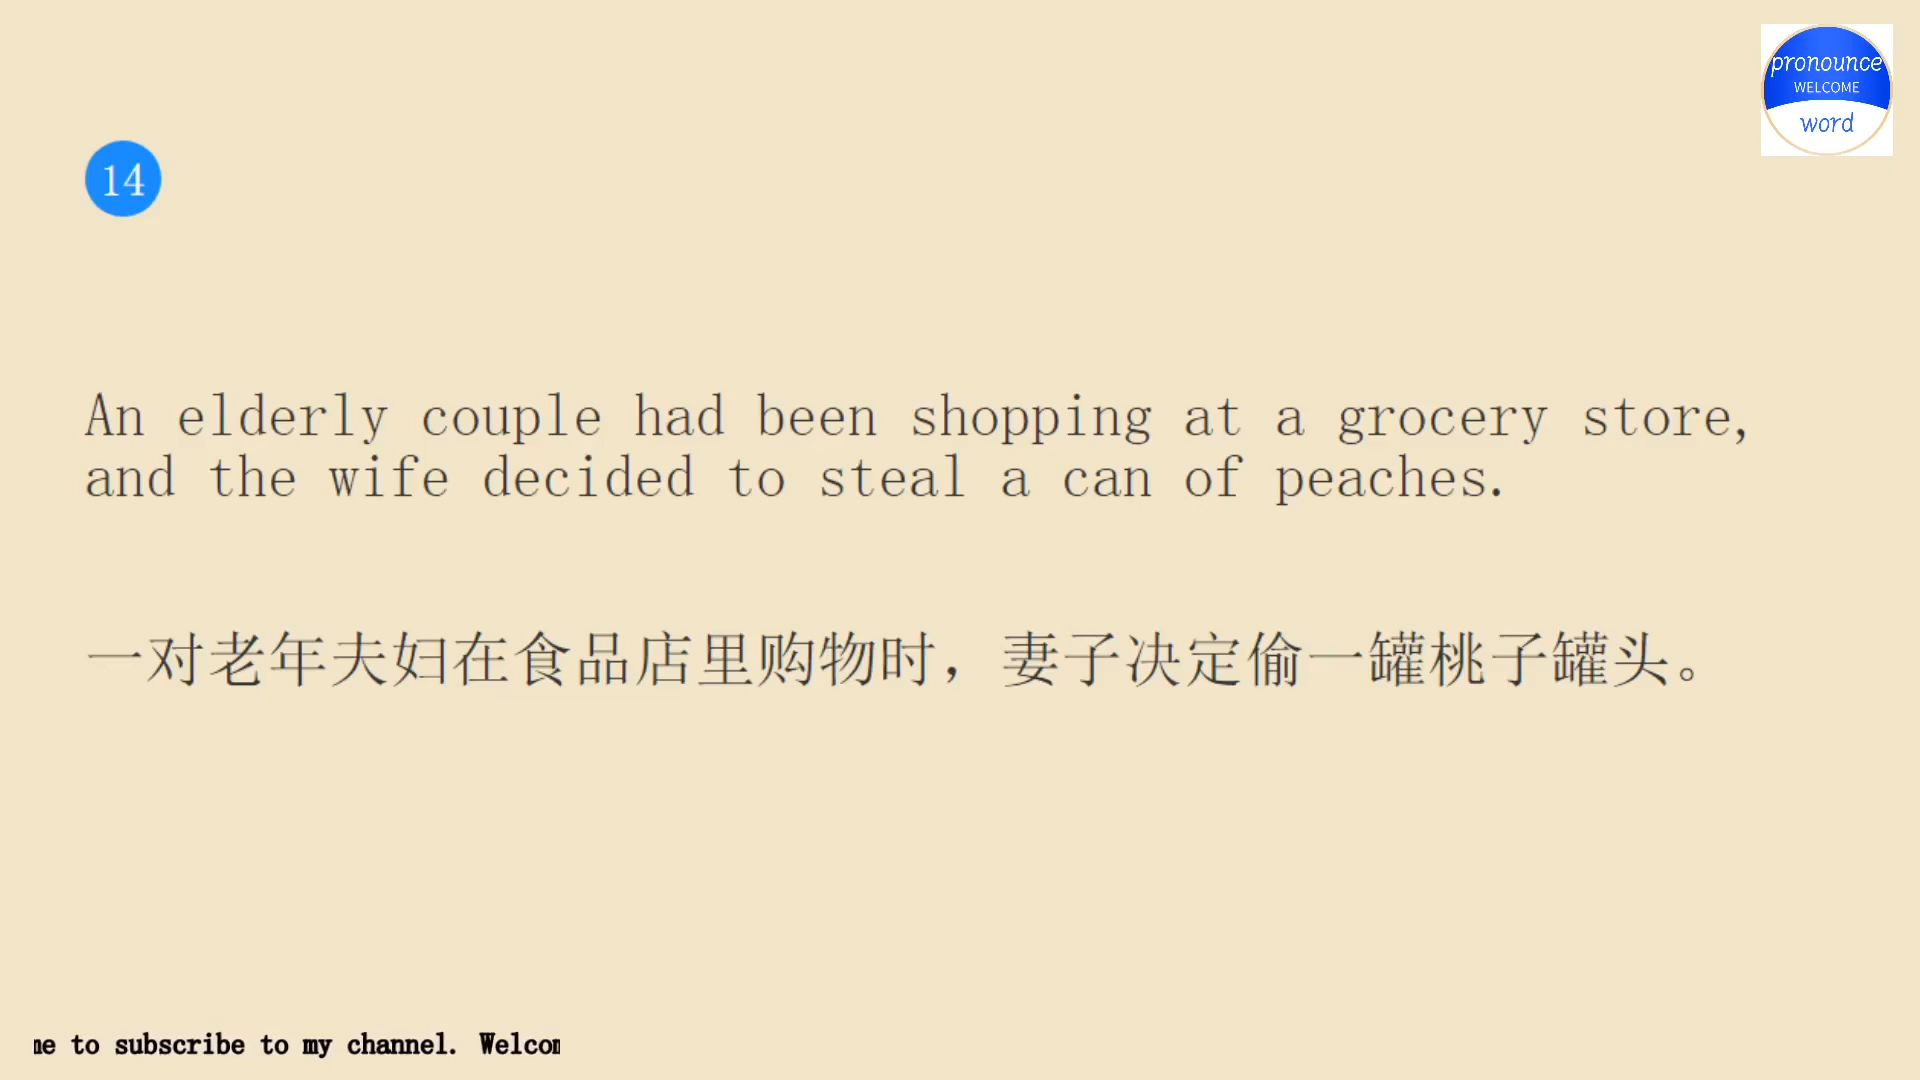 pronounce
WELCOME
word
14
An elderly couple had been shopping at a grocery store,
and the wife decided to steal a can of peaches.
一对老年夫妇在食品店里购物时，妻子决定偷一罐桃子罐头。
me to subscribe to my channel. Welcom